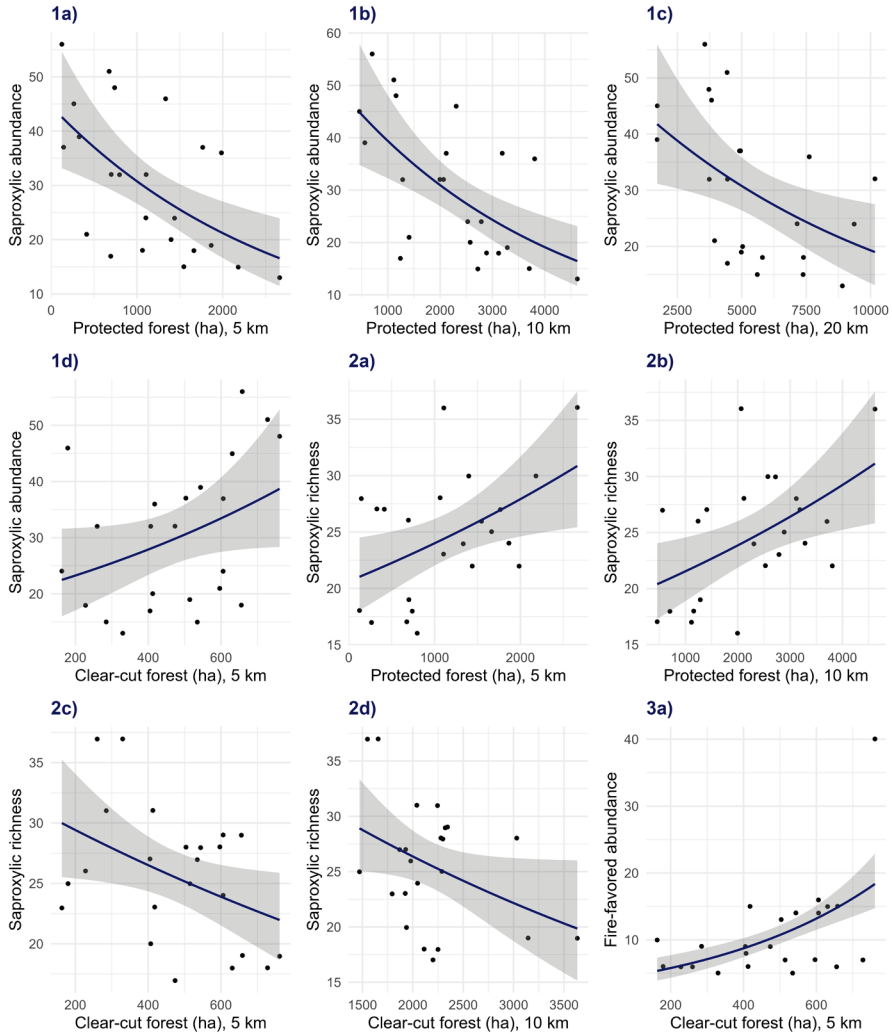 1a)
1b)
1c)
Saproxylic abundance
50
40
30
20
10
0
1000
2000
Protected forest (ha), 5 km
Saproxylic abundance
60
50
40
30
20
10
1000
2000
3000
4000
Protected forest (ha), 10 km
Saproxylic abundance
50
40
30
20
2500
5000
7500
10000
Protected forest (ha), 20 km
1d)
2a)
2b)
Saproxylic abundance
50
40
30
20
200
400
600
Clear-cut forest (ha), 5 km
Saproxylic richness
35
30
25
20
15
0
1000
2000
Protected forest (ha), 5 km
Saproxylic richness
35
30
25
20
15
1000
2000
3000
4000
Protected forest (ha), 10 km
2c)
2d)
3a)
Saproxylic richness
35
30
25
20
200
400
600
Clear-cut forest (ha), 5 km
Saproxylic richness
35
30
25
20
15
1500
2000
2500
3000
3500
Clear-cut forest (ha), 10 km
Fire-favored abundance
40
30
20
10
200
400
600
Clear-cut forest (ha), 5 km